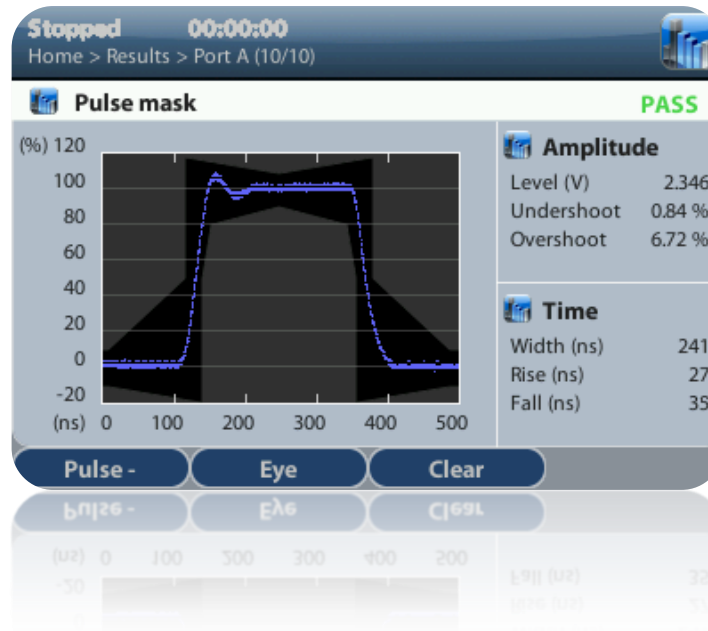 Stopped 00:00:00
Home > Results > Port A (10/10)
Pulse mask PASS
(%) 120
100
80
60
40
20
0
-20
(ns) 0 100 200 300 400 500
Amplitude
Level (V) 2.346
Undershoot 0.84 %
Overshoot 6.72 %
Time
Width (ns) 241
Rise (ns) 27
Fall (ns) 35
Pulse - Eye Clear